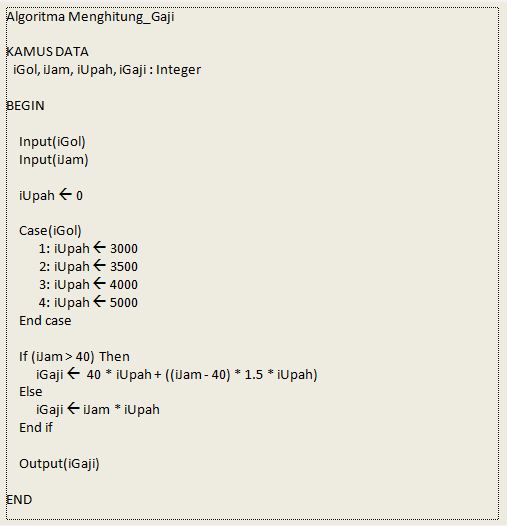 Algoritma Menghitung_Gaji
KAMUS DATA
iGol, iJam, iUpah, iGaji : Integer
BEGIN
Input(iGol)
Input(iJam)
iUpah ← 0
Case(iGol)
1: iUpah ← 3000
2: iUpah ← 3500
3: iUpah ← 4000
4: iUpah ← 5000
End case
If (iJam > 40) Then
iGaji ← 40 * iUpah + ((iJam - 40) * 1.5 * iUpah)
Else
iGaji ← iJam * iUpah
End if
Output(iGaji)
END